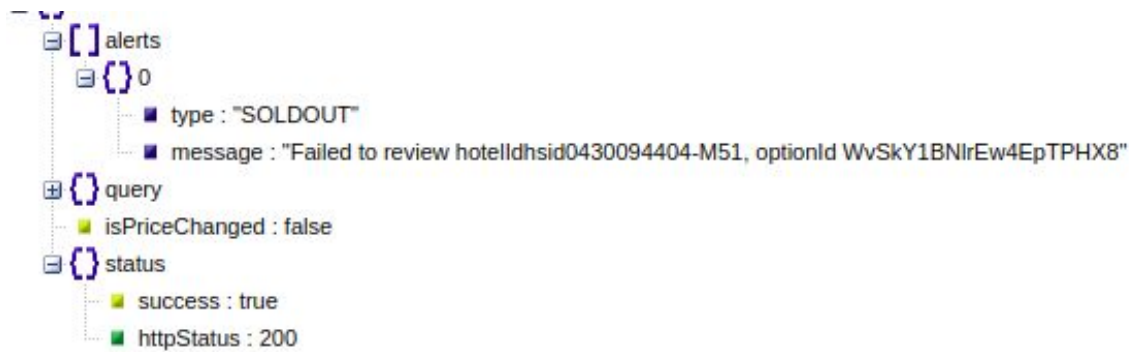 alerts
0
type : "SOLDOUT"
message : "Failed to review hotelIdhsid0430094404-M51, optionId WvSkY1BNlrEw4EpTPHX8"
query
isPriceChanged : false
status
success : true
httpStatus : 200